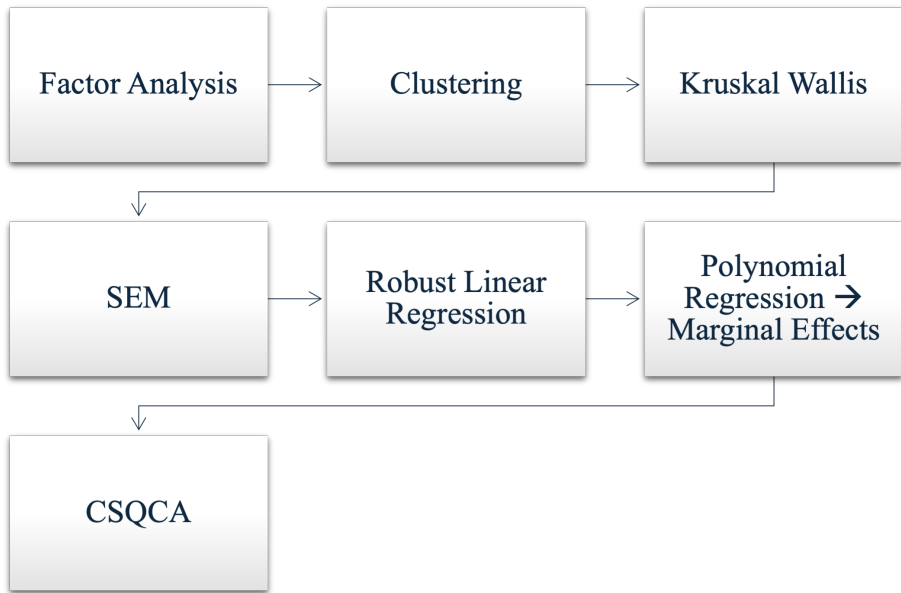 Factor Analysis
Clustering
Kruskal Wallis
SEM
Robust Linear
Regression
Polynomial
Regression →
Marginal Effects
CSQCA